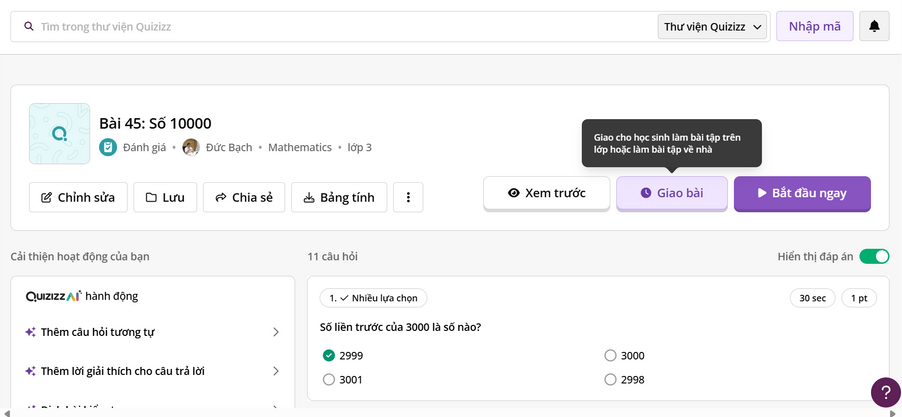 Tìm trong thư viện Quizizz
Thư viện Quizizz
Nhập mã
Bài 45: Số 10000
Đánh giá • Đức Bạch • Mathematics • lớp 3
Giao cho học sinh làm bài tập trên
lớp hoặc làm bài tập về nhà
Chỉnh sửa
Lưu
Chia sẻ
Bảng tính
Xem trước
Giao bài
Bắt đầu ngay
Cải thiện hoạt động của bạn
11 câu hỏi
Hiển thị đáp án
Quizizz AI hành động
Thêm câu hỏi tương tự
Thêm lời giải thích cho câu trả lời
1. Nhiều lựa chọn
30 sec
1 pt
Số liền trước của 3000 là số nào?
2999
3000
3001
2998
?